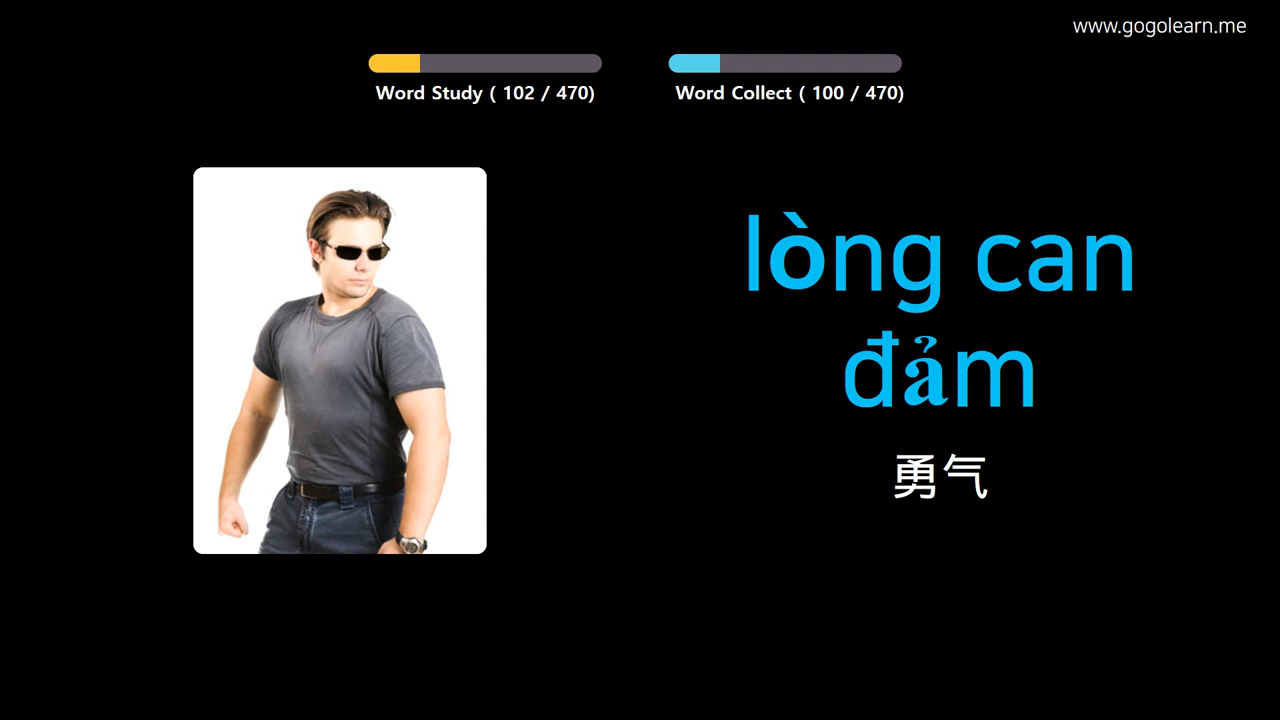 www.gogolearn.me
Word Study ( 102 / 470)
Word Collect ( 100 / 470)
lòng can
đảm
勇气